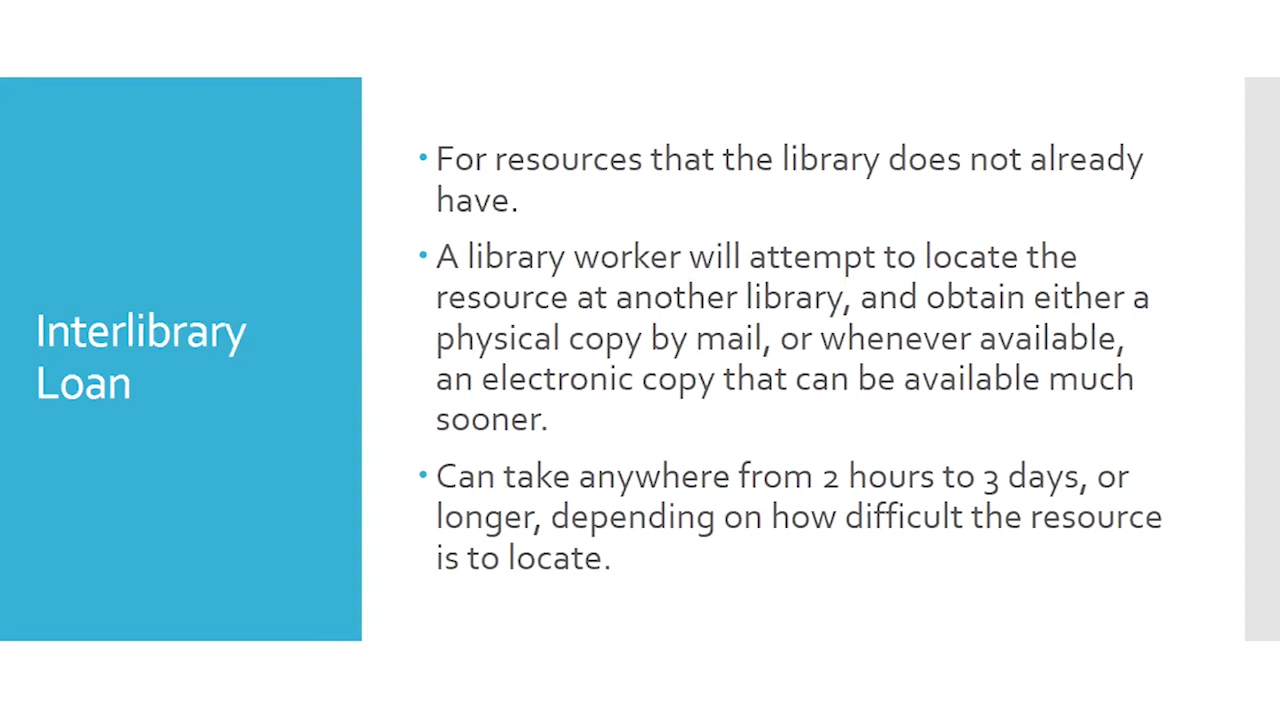 Interlibrary
Loan
• For resources that the library does not already
have.
• A library worker will attempt to locate the
resource at another library, and obtain either a
physical copy by mail, or whenever available,
an electronic copy that can be available much
sooner.
• Can take anywhere from 2 hours to 3 days, or
longer, depending on how difficult the resource
is to locate.